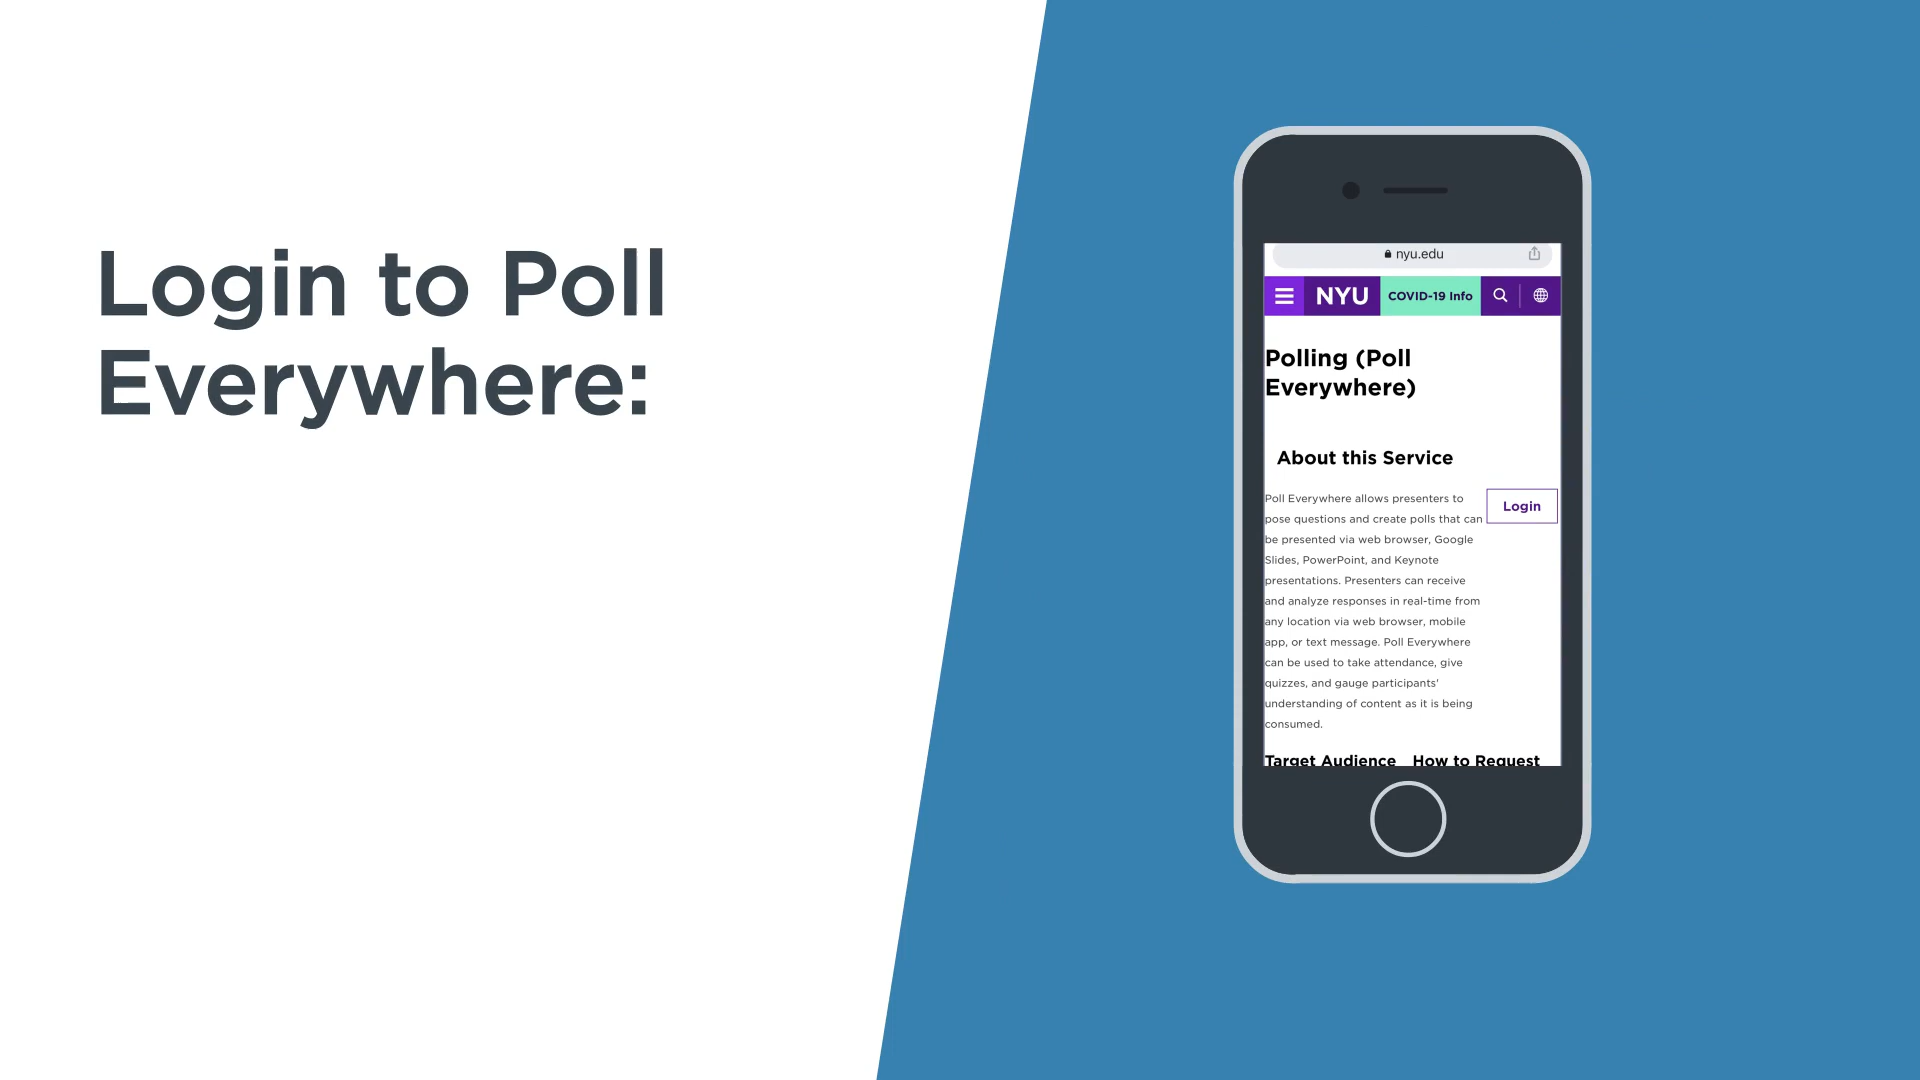 Login to Poll
Everywhere:
nyu.edu
NYU
COVID-19 Info
Polling (Poll
Everywhere)
About this Service
Poll Everywhere allows presenters to
pose questions and create polls that can
be presented via web browser, Google
Slides, PowerPoint, and Keynote
presentations. Presenters can receive
and analyze responses in real-time from
any location via web browser, mobile
app, or text message. Poll Everywhere
can be used to take attendance, give
quizzes, and gauge participants'
understanding of content as it is being
consumed.
Login
Target Audience How to Request